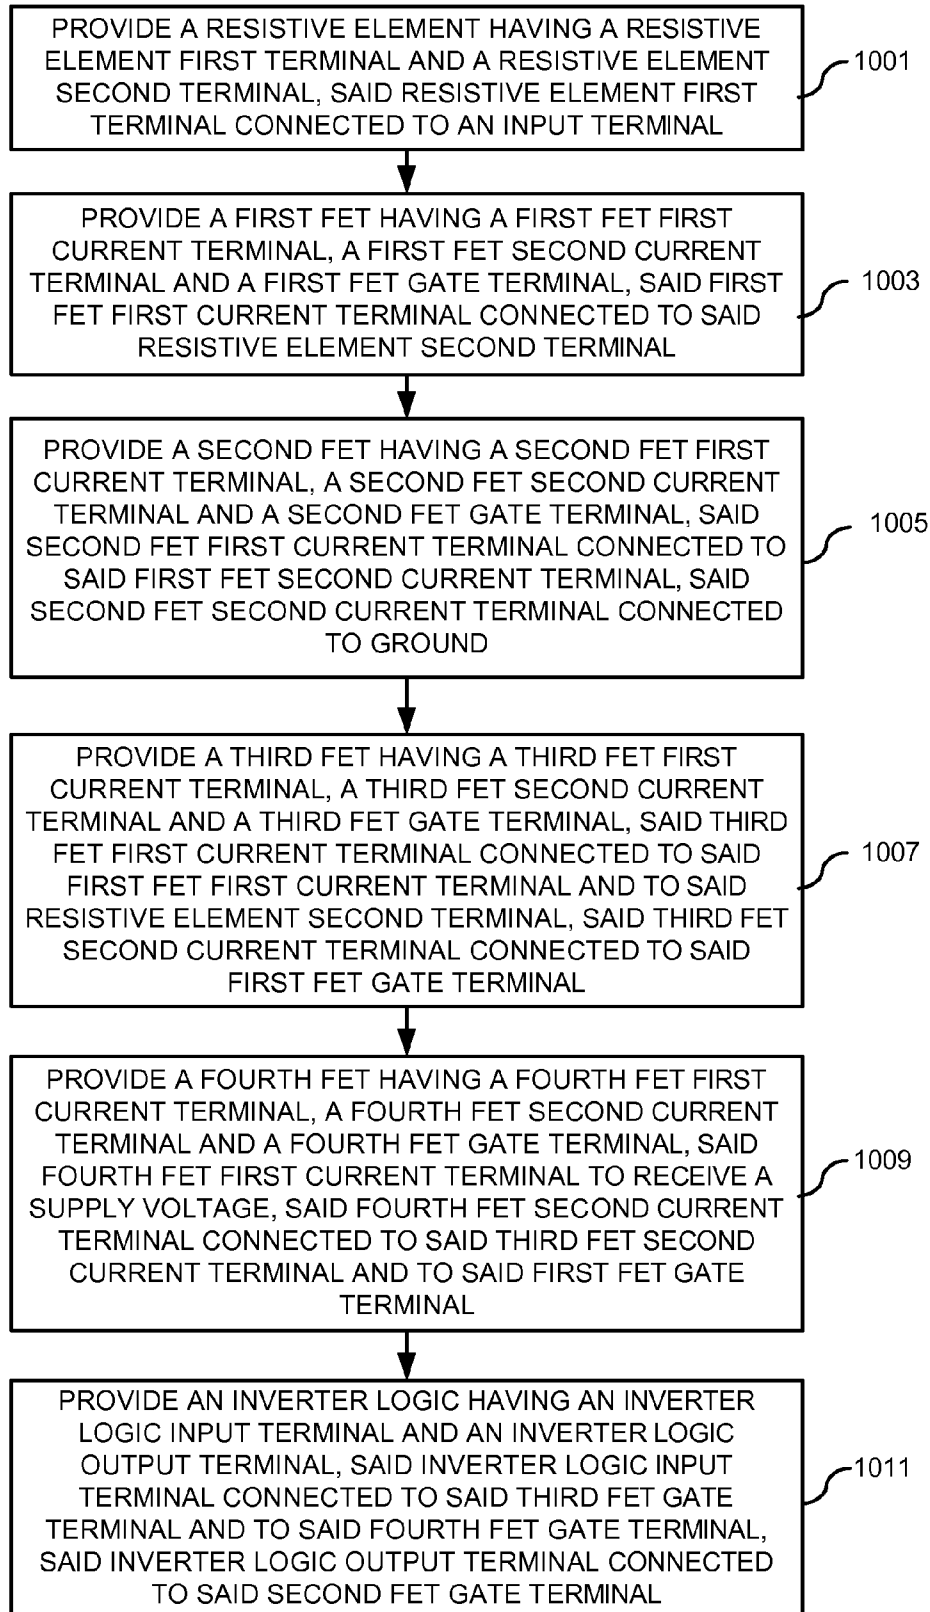 PROVIDE A RESISTIVE ELEMENT HAVING A RESISTIVE
ELEMENT FIRST TERMINAL AND A RESISTIVE ELEMENT
SECOND TERMINAL, SAID RESISTIVE ELEMENT FIRST
TERMINAL CONNECTED TO AN INPUT TERMINAL
1001
PROVIDE A FIRST FET HAVING A FIRST FET FIRST
CURRENT TERMINAL, A FIRST FET SECOND CURRENT
TERMINAL AND A FIRST FET GATE TERMINAL, SAID FIRST
FET FIRST CURRENT TERMINAL CONNECTED TO SAID
RESISTIVE ELEMENT SECOND TERMINAL
1003
PROVIDE A SECOND FET HAVING A SECOND FET FIRST
CURRENT TERMINAL, A SECOND FET SECOND CURRENT
TERMINAL AND A SECOND FET GATE TERMINAL, SAID
SECOND FET FIRST CURRENT TERMINAL CONNECTED TO
SAID FIRST FET SECOND CURRENT TERMINAL, SAID
SECOND FET SECOND CURRENT TERMINAL CONNECTED
TO GROUND
1005
PROVIDE A THIRD FET HAVING A THIRD FET FIRST
CURRENT TERMINAL, A THIRD FET SECOND CURRENT
TERMINAL AND A THIRD FET GATE TERMINAL, SAID THIRD
FET FIRST CURRENT TERMINAL CONNECTED TO SAID
FIRST FET FIRST CURRENT TERMINAL AND TO SAID
RESISTIVE ELEMENT SECOND TERMINAL, SAID THIRD FET
SECOND CURRENT TERMINAL CONNECTED TO SAID
FIRST FET GATE TERMINAL
1007
PROVIDE A FOURTH FET HAVING A FOURTH FET FIRST
CURRENT TERMINAL, A FOURTH FET SECOND CURRENT
TERMINAL AND A FOURTH FET GATE TERMINAL, SAID
FOURTH FET FIRST CURRENT TERMINAL TO RECEIVE A
SUPPLY VOLTAGE, SAID FOURTH FET SECOND CURRENT
TERMINAL CONNECTED TO SAID THIRD FET SECOND
CURRENT TERMINAL AND TO SAID FIRST FET GATE
TERMINAL
1009
PROVIDE AN INVERTER LOGIC HAVING AN INVERTER
LOGIC INPUT TERMINAL AND AN INVERTER LOGIC
OUTPUT TERMINAL, SAID INVERTER LOGIC INPUT
TERMINAL CONNECTED TO SAID THIRD FET GATE
TERMINAL AND TO SAID FOURTH FET GATE TERMINAL,
SAID INVERTER LOGIC OUTPUT TERMINAL CONNECTED
TO SAID SECOND FET GATE TERMINAL
1011